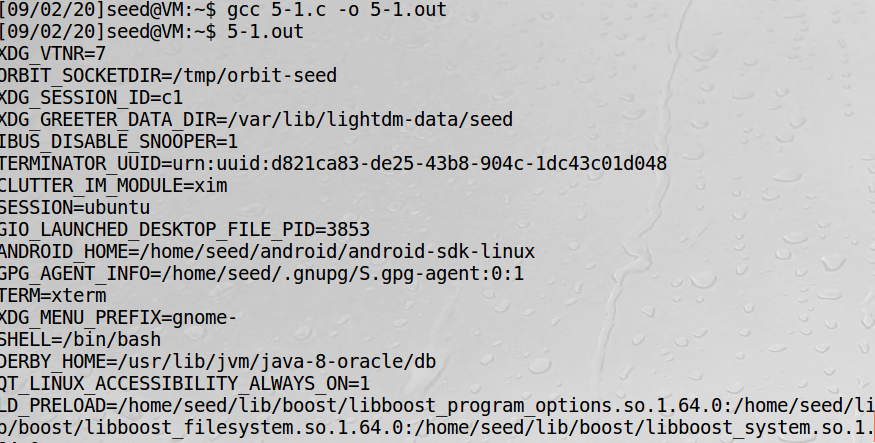 [09/02/20]seed@VM:~$ gcc 5-1.c -o 5-1.out
[09/02/20]seed@VM:~$ 5-1.out
XDG_VTNR=7
ORBIT_SOCKETDIR=/tmp/orbit-seed
XDG_SESSION_ID=c1
XDG_GREETER_DATA_DIR=/var/lib/lightdm-data/seed
IBUS_DISABLE_SNOOPER=1
TERMINATOR_UUID=urn:uuid:d821ca83-de25-43b8-904c-1dc43c01d048
CLUTTER_IM_MODULE=xim
SESSION=ubuntu
GIO_LAUNCHED_DESKTOP_FILE_PID=3853
ANDROID_HOME=/home/seed/android/android-sdk-linux
GPG_AGENT_INFO=/home/seed/.gnupg/S.gpg-agent:0:1
TERM=xterm
XDG_MENU_PREFIX=gnome-
SHELL=/bin/bash
DERBY_HOME=/usr/lib/jvm/java-8-oracle/db
QT_LINUX_ACCESSIBILITY_ALWAYS_ON=1
LD_PRELOAD=/home/seed/lib/boost/libboost_program_options.so.1.64.0:/home/seed/li
b/boost/libboost_filesystem.so.1.64.0:/home/seed/lib/boost/libboost_system.so.1.